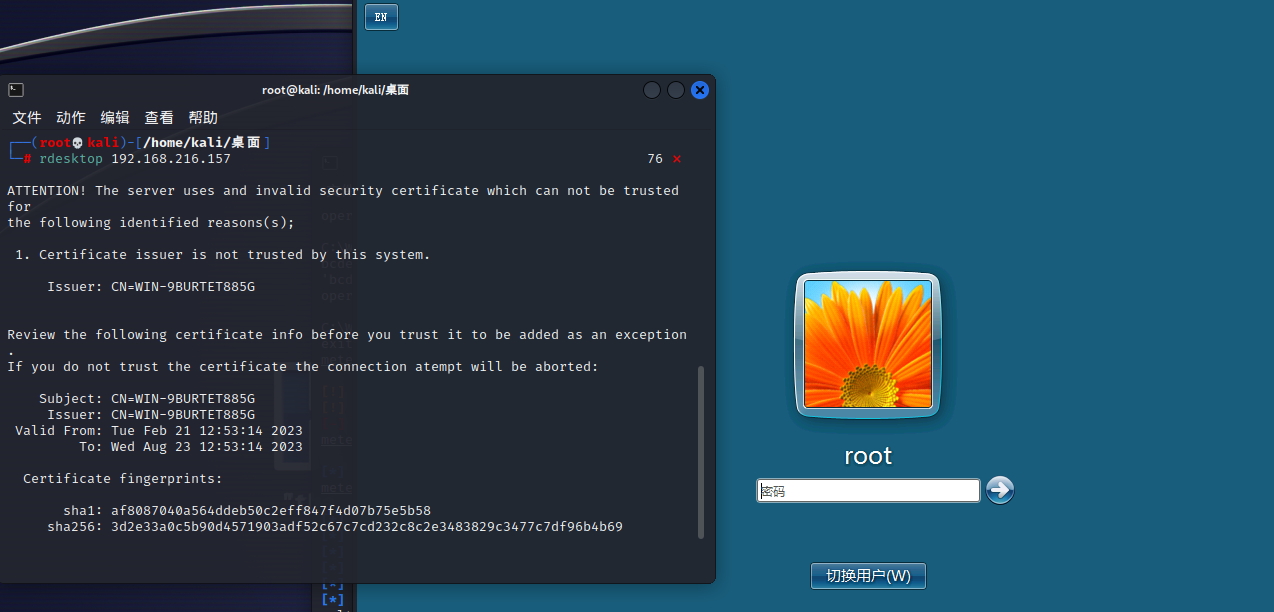 EN
root@kali: /home/kali/桌面
文件 动作 编辑 查看 帮助
┌──(root💀kali)-[/home/kali/桌面]
└─# rdesktop 192.168.216.157 76 ⨯
ATTENTION! The server uses and invalid security certificate which can not be trusted
for
the following identified reasons(s);
1. Certificate issuer is not trusted by this system.
Issuer: CN=WIN-9BURTET885G
Review the following certificate info before you trust it to be added as an exception
.
If you do not trust the certificate the connection atempt will be aborted:
Subject: CN=WIN-9BURTET885G
Issuer: CN=WIN-9BURTET885G
Valid From: Tue Feb 21 12:53:14 2023
To: Wed Aug 23 12:53:14 2023
Certificate fingerprints:
sha1: af8087040a564ddeb50c2eff847f4d07b75e5b58
sha256: 3d2e33a0c5b90d4571903adf52c67c7cd232c8c2e3483829c3477c7df96b4b69
[*]
root
密码
切换用户(W)